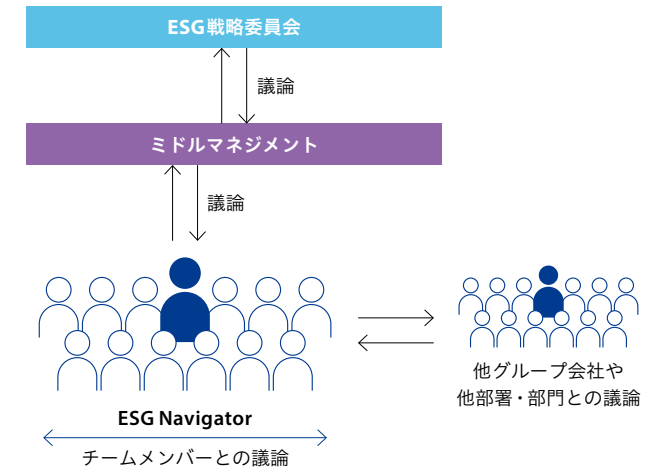 ESG戦略委員会
議論
ミドルマネジメント
議論
ESG Navigator
チームメンバーとの議論
他グループ会社や
他部署・部門との議論